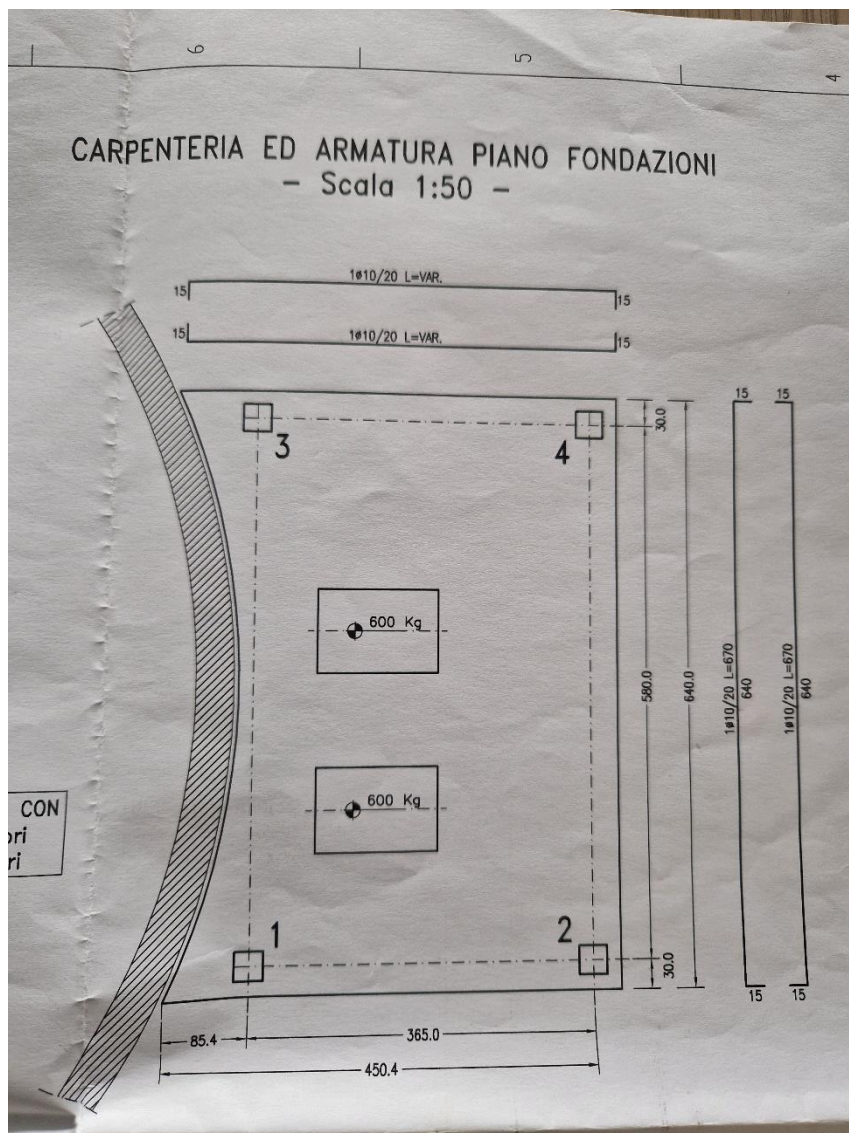 6
5
4
CARPENTERIA ED ARMATURA PIANO FONDAZIONI
- Scala 1:50 -
15 1ø10/20 L=VAR. 15
15 1ø10/20 L=VAR. 15
15 15
3
4
30.0
600 Kg
580.0
640.0
1ø10/20 L=670
640
1ø10/20 L=670
640
600 Kg
CON
ori
ri
1
2
30.0
15 15
85.4
365.0
450.4